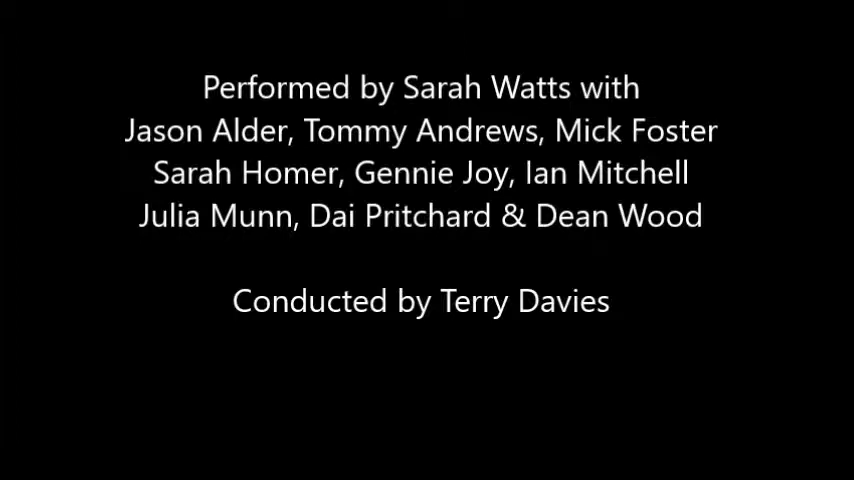 Performed by Sarah Watts with
Jason Alder, Tommy Andrews, Mick Foster
Sarah Homer, Gennie Joy, Ian Mitchell
Julia Munn, Dai Pritchard & Dean Wood
Conducted by Terry Davies